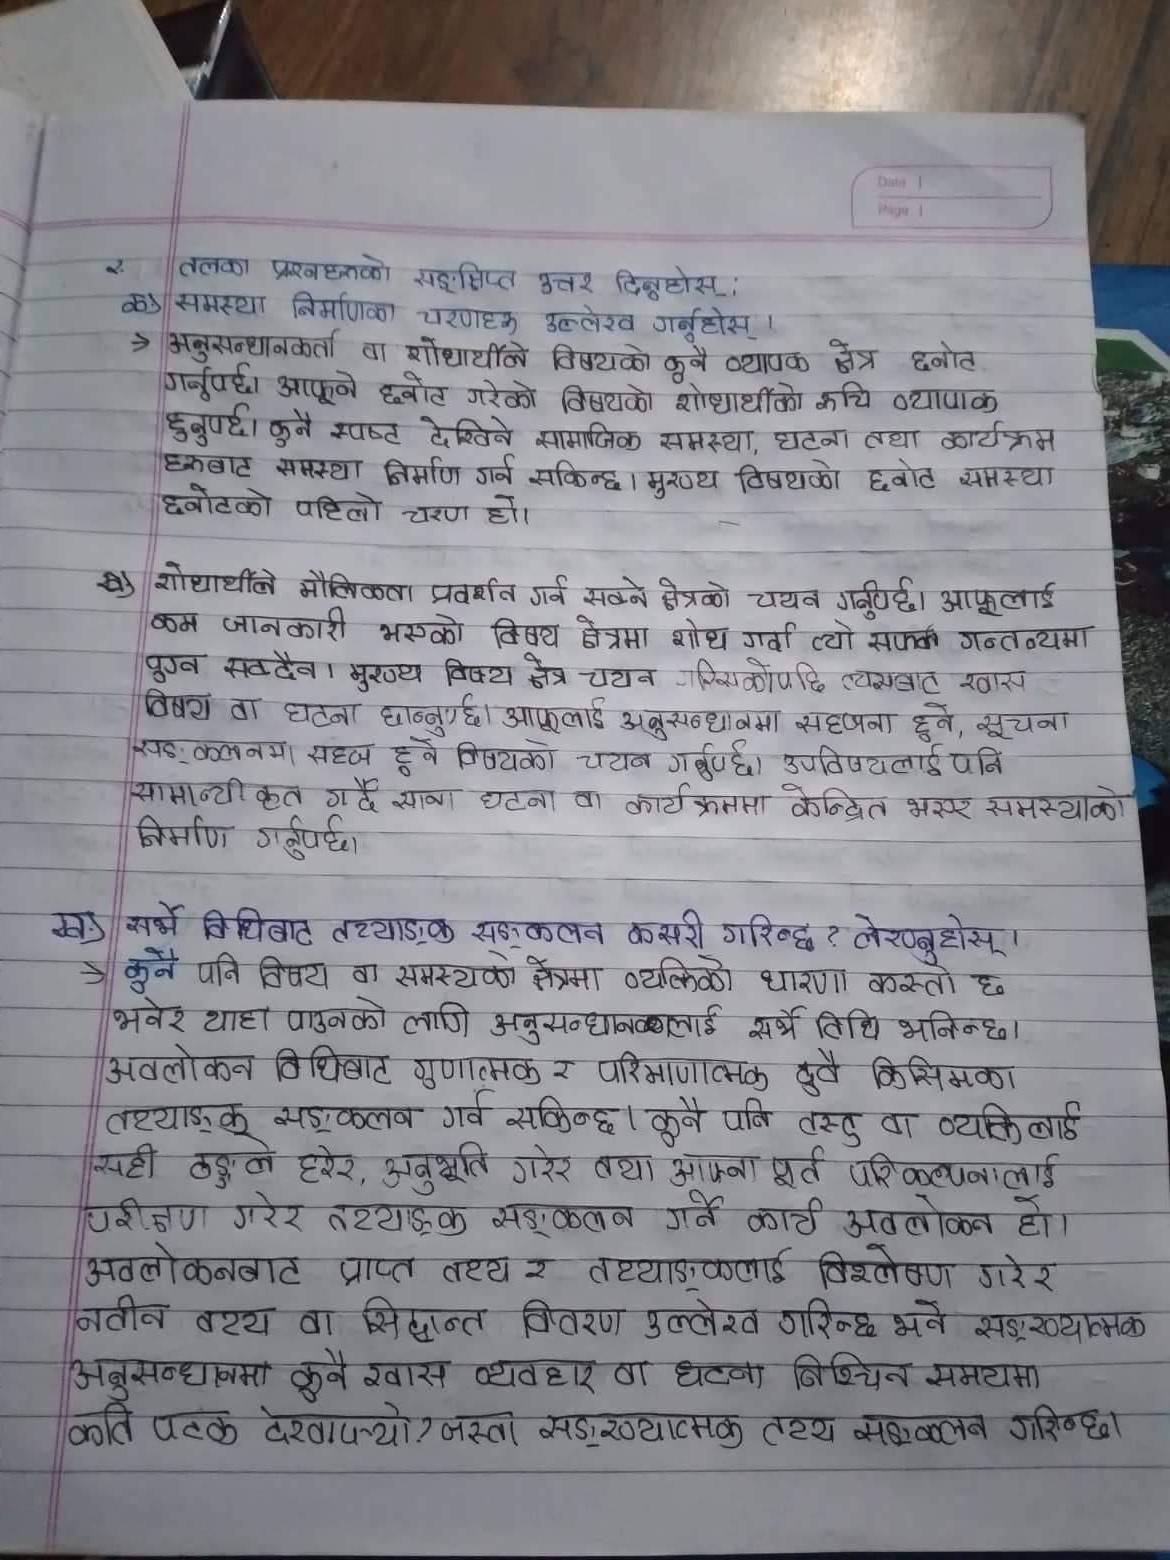 Date |
Page |
२. तलका प्रश्नहरूको सङ्क्षिप्त उत्तर दिनुहोस् :
क) समस्या निर्माणका चरणहरू उल्लेख गर्नुहोस् ।
→ अनुसन्धानकर्ता वा शोधार्थीले विषयको कुनै व्यापक क्षेत्र छनोट
गर्नुपर्छ। आफूले छनोट गरेको विषयको शोधार्थीको रुचि व्यापाक
हुनुपर्छ। कुनै स्पष्ट देखिने सामाजिक समस्या, घटना तथा कार्यक्रम
हरूबाट समस्या निर्माण गर्न सकिन्छ। मुख्य विषयको छनोट समस्या
छनोटको पहिलो चरण हो।
ख) शोधार्थीले मौलिकता प्रदर्शन गर्न सक्ने क्षेत्रको चयन गर्नुपर्छ। आफूलाई
कम जानकारी भएको विषय क्षेत्रमा शोध गर्दा त्यो सफल गन्तव्यमा
पुग्न सक्दैन। मुख्य विषय क्षेत्र चयन गरिसकेपछि त्यसबाट खास
विषय वा घटना छान्नुपर्छ। आफूलाई अनुसन्धानमा सहजता हुने, सूचना
सङ्कलनमा सहज हुने विषयको चयन गर्नुपर्छ। उपविषयलाई पनि
सामान्यीकृत गर्दै साना घटना वा कार्यक्रममा केन्द्रित भएर समस्याको
निर्माण गर्नुपर्छ।
ख) सर्भे विधिबाट तथ्याङ्क सङ्कलन कसरी गरिन्छ ? लेख्नुहोस् ।
→ कुनै पनि विषय वा समस्यको क्षेत्रमा व्यक्तिको धारणा कस्तो छ
भनेर थाहा पाउनको लागि अनुसन्धानलाई सर्भे विधि भनिन्छ।
अवलोकन विधिबाट गुणात्मक र परिमाणात्मक दुवै किसिमका
तथ्याङ्क सङ्कलन गर्न सकिन्छ। कुनै पनि वस्तु वा व्यक्तिलाई
सही ढङ्गले हेरेर, अनुभूति गरेर तथा आफ्ना पूर्व परिकल्पनालाई
परीक्षण गरेर तथ्याङ्क सङ्कलन गर्ने कार्य अवलोकन हो।
अवलोकनबाट प्राप्त तथ्य र तथ्याङ्कलाई विश्लेषण गरेर
नवीन तथ्य वा सिद्धान्त विवरण उल्लेख गरिन्छ भने सङ्ख्यात्मक
अनुसन्धानमा कुनै खास व्यवहार वा घटना निश्चित समयमा
कति पटक देखापऱ्यो? जस्ता सङ्ख्यात्मक तथ्य सङ्कलन गरिन्छ।